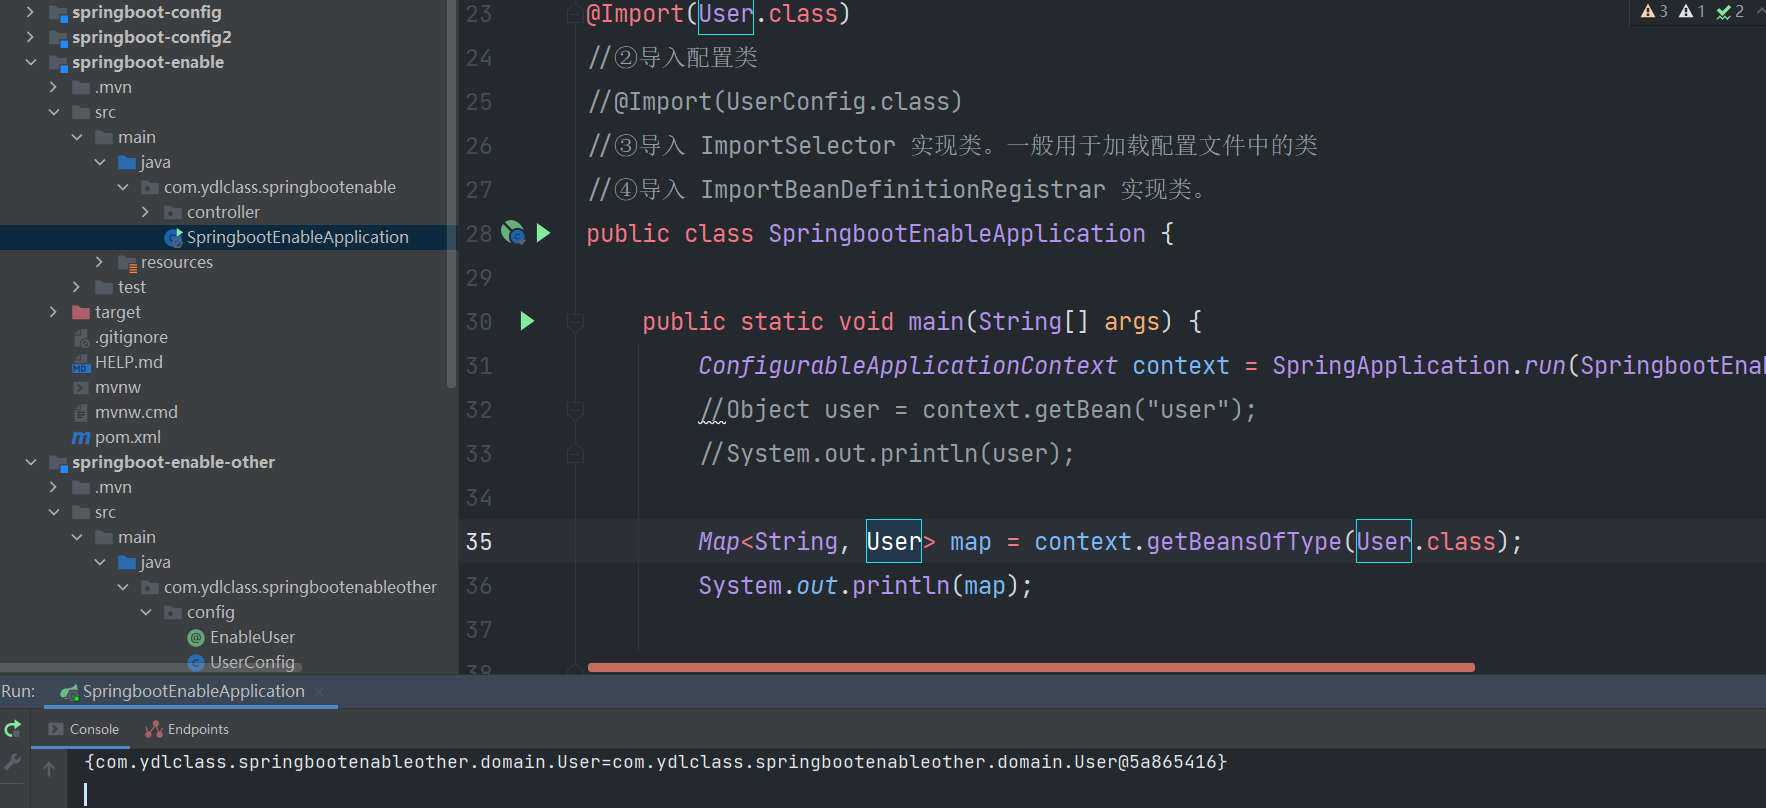 springboot-config
springboot-config2
springboot-enable
.mvn
src
main
java
com.ydlclass.springbootenable
controller
SpringbootEnableApplication
resources
test
target
.gitignore
HELP.md
mvnw
mvnw.cmd
pom.xml
springboot-enable-other
.mvn
src
main
java
com.ydlclass.springbootenableother
config
EnableUser
UserConfig
3 1 2
23 @Import(User.class)
24 //②导入配置类
25 //@Import(UserConfig.class)
26 //③导入 ImportSelector 实现类。一般用于加载配置文件中的类
27 //④导入 ImportBeanDefinitionRegistrar 实现类。
28 public class SpringbootEnableApplication {
29
30 public static void main(String[] args) {
31 ConfigurableApplicationContext context = SpringApplication.run(SpringbootEna
32 //Object user = context.getBean("user");
33 //System.out.println(user);
34
35 Map<String, User> map = context.getBeansOfType(User.class);
36 System.out.println(map);
37
38
Run: SpringbootEnableApplication
Console Endpoints
{com.ydlclass.springbootenableother.domain.User=com.ydlclass.springbootenableother.domain.User@5a865416}